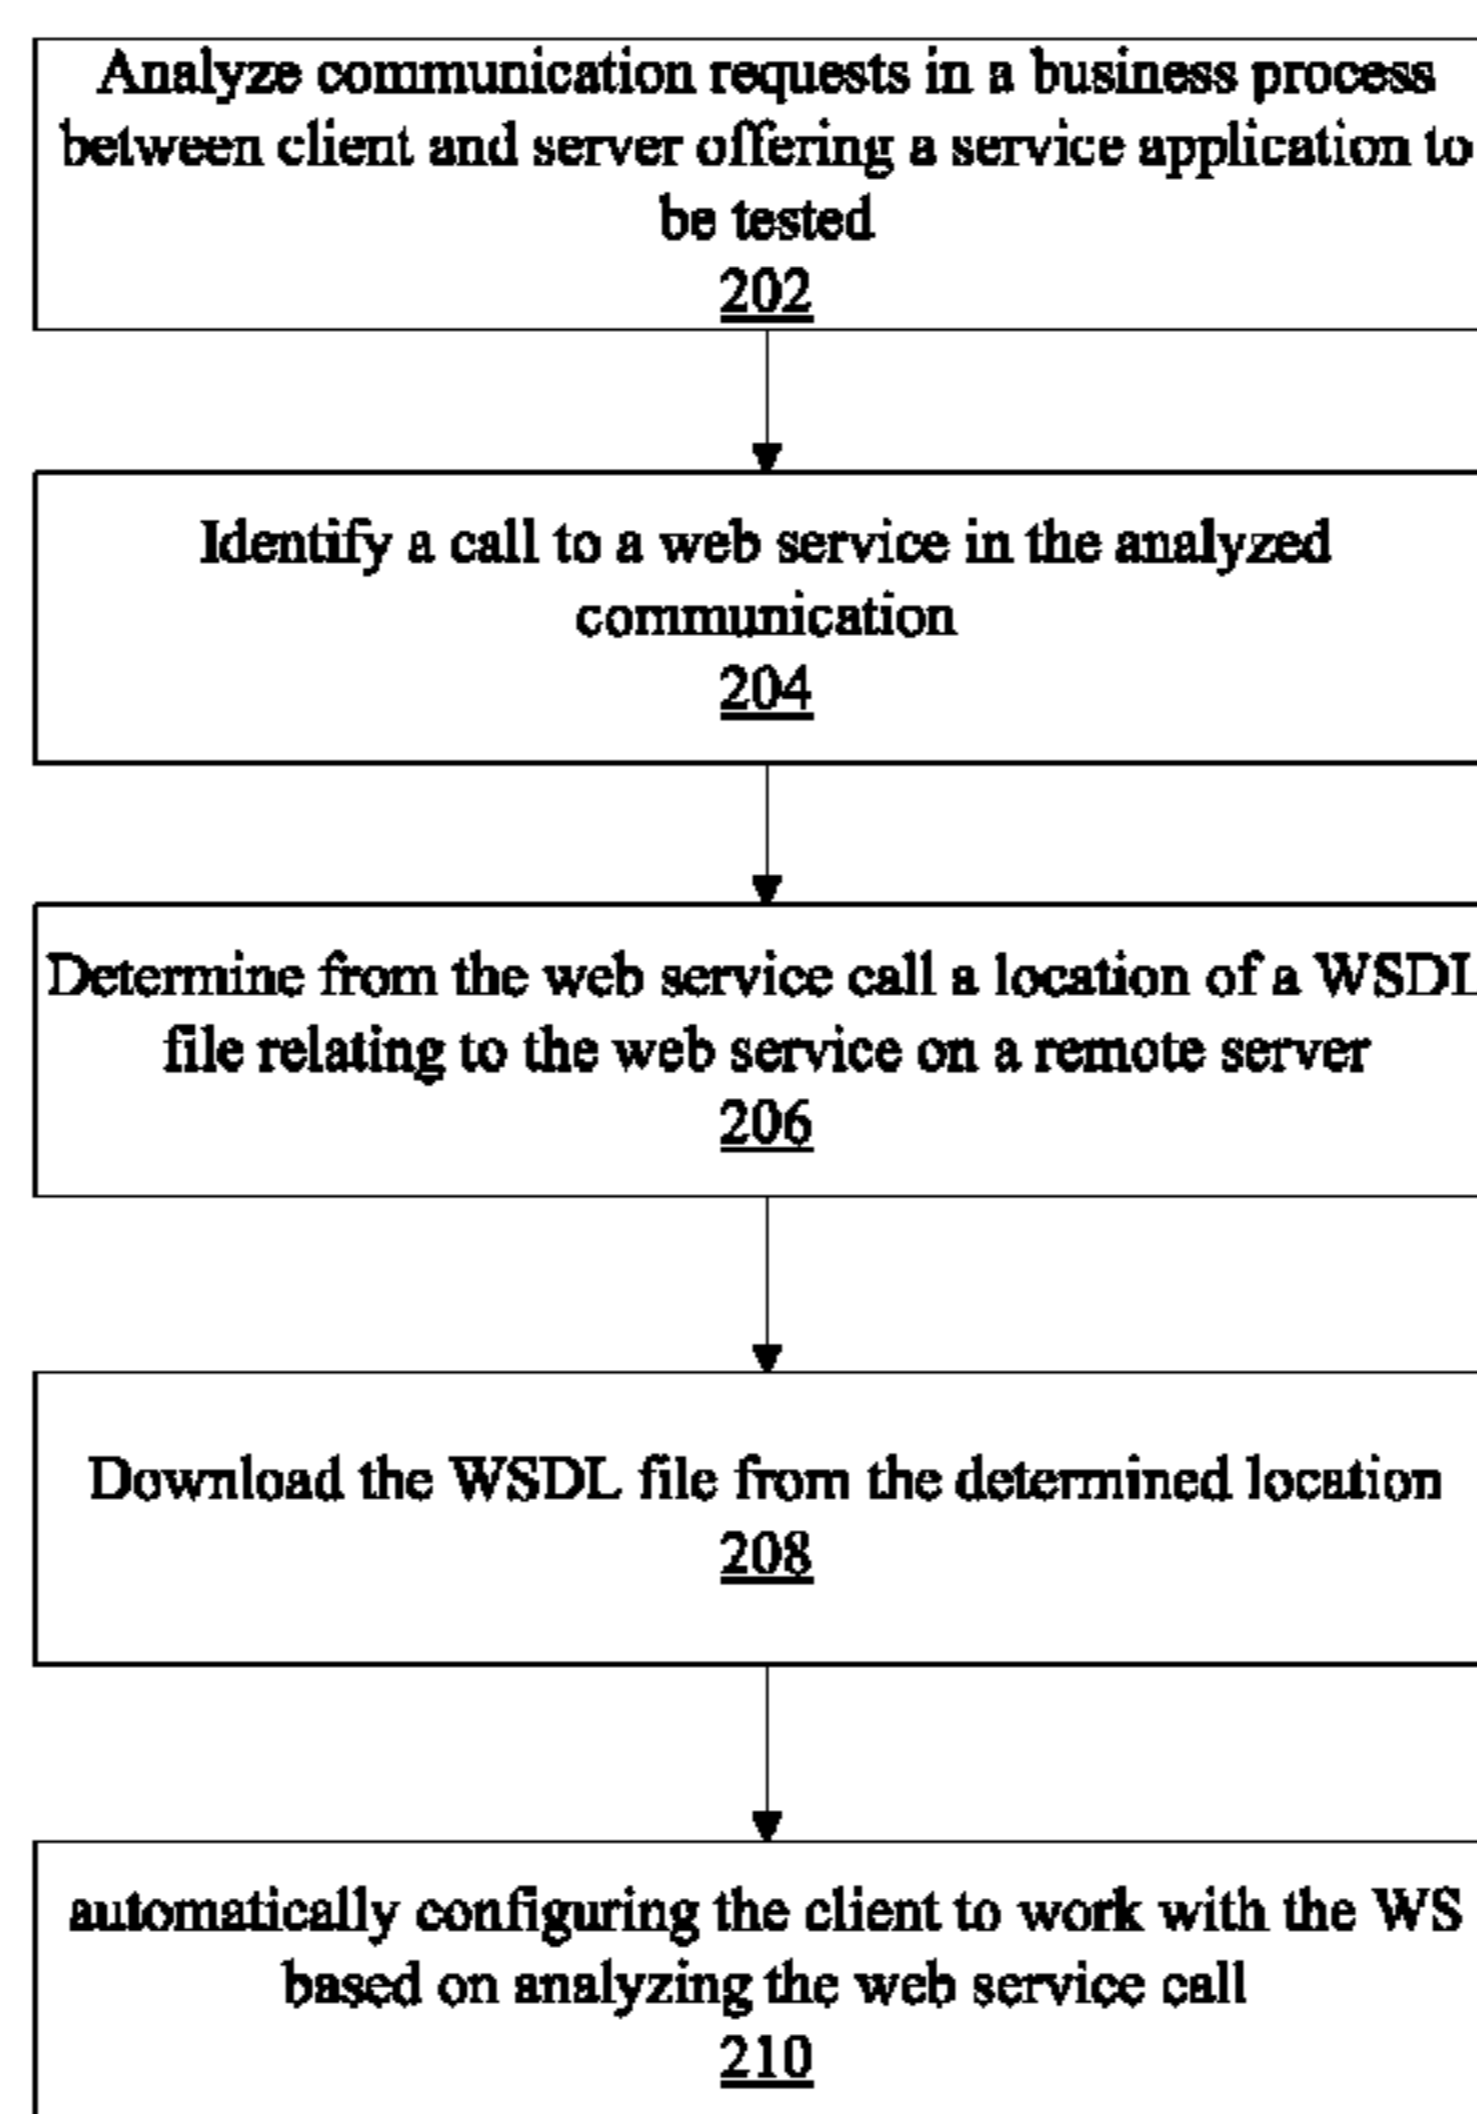 Analyze communication requests in a business process
between client and server offering a service application to
be tested
202
Identify a call to a web service in the analyzed
communication
204
Determine from the web service call a location of a WSDL
file relating to the web service on a remote server
206
Download the WSDL file from the determined location
208
automatically configuring the client to work with the WS
based on analyzing the web service call
210